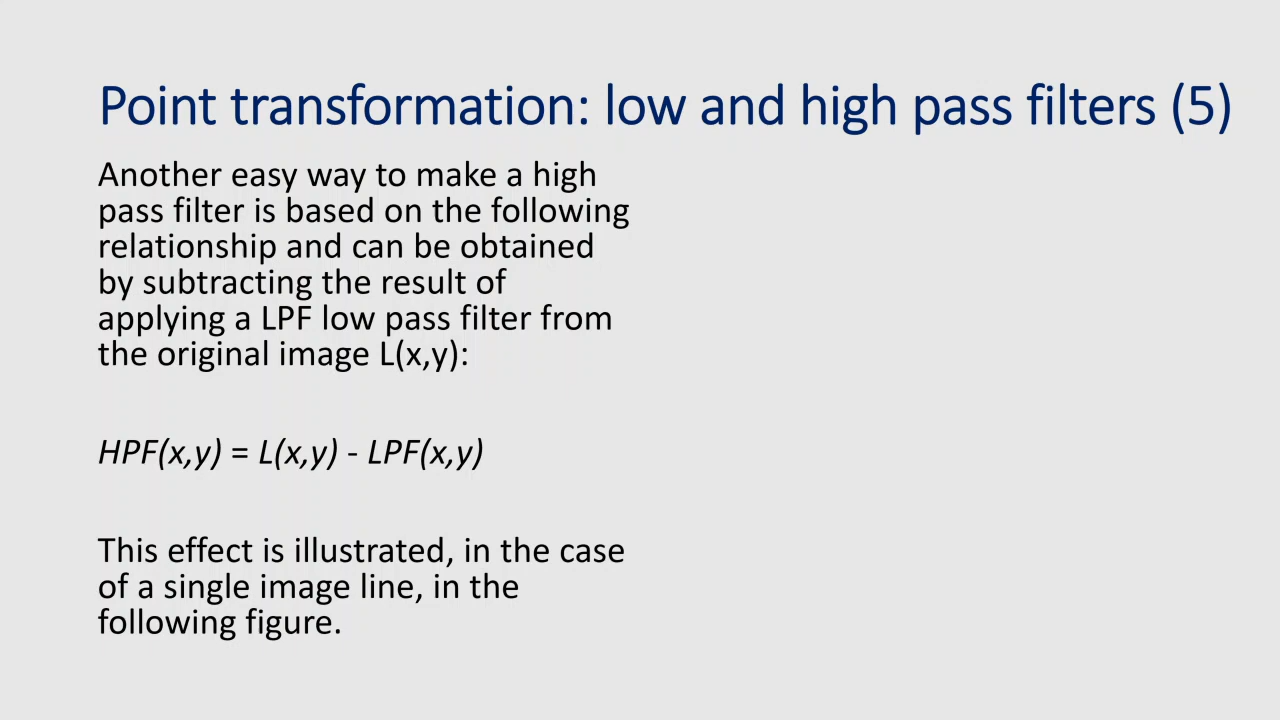 Point transformation: low and high pass filters (5)
Another easy way to make a high
pass filter is based on the following
relationship and can be obtained
by subtracting the result of
applying a LPF low pass filter from
the original image L(x,y):
HPF(x,y) = L(x,y) - LPF(x,y)
This effect is illustrated, in the case
of a single image line, in the
following figure.